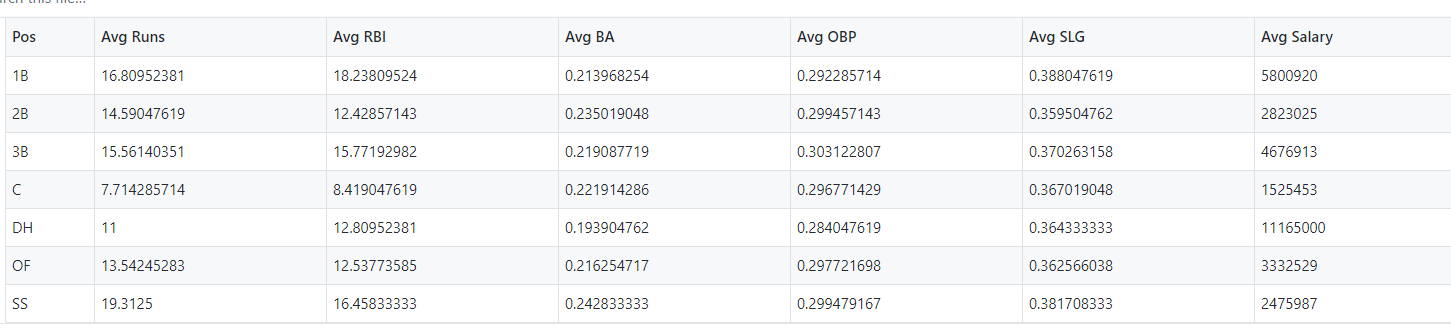 this file...
Pos Avg Runs Avg RBI Avg BA Avg OBP Avg SLG Avg Salary
1B 16.80952381 18.23809524 0.213968254 0.292285714 0.388047619 5800920
2B 14.59047619 12.42857143 0.235019048 0.299457143 0.359504762 2823025
3B 15.56140351 15.77192982 0.219087719 0.303122807 0.370263158 4676913
C 7.714285714 8.419047619 0.221914286 0.296771429 0.367019048 1525453
DH 11 12.80952381 0.193904762 0.284047619 0.364333333 11165000
OF 13.54245283 12.53773585 0.216254717 0.297721698 0.362566038 3332529
SS 19.3125 16.45833333 0.242833333 0.299479167 0.381708333 2475987